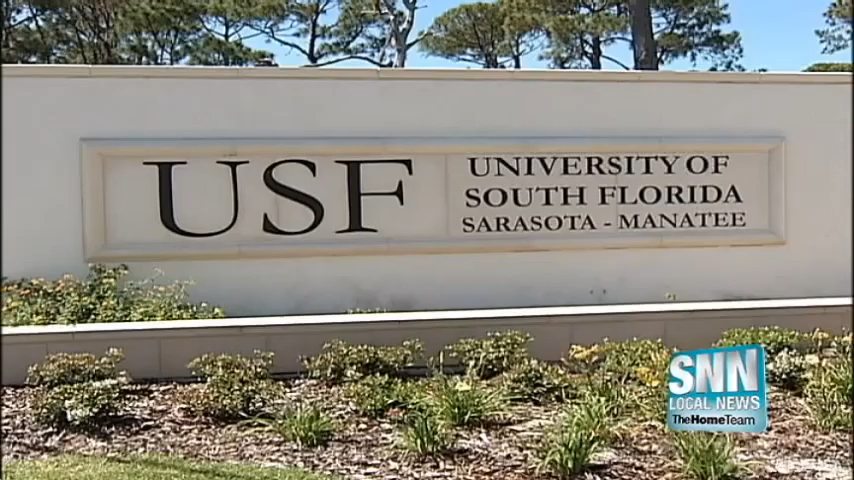 USF
UNIVERSITY OF
SOUTH FLORIDA
SARASOTA - MANATEE
SNN
LOCAL NEWS
TheHomeTeam